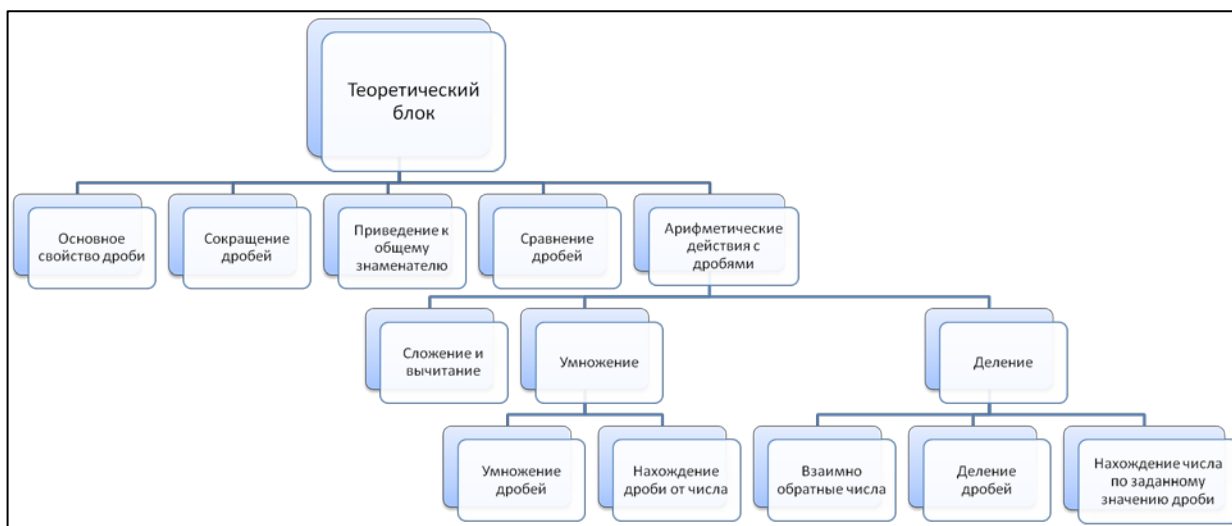 Теоретический
блок
Основное
свойство дроби
Сокращение
дробей
Приведение к
общему
знаменателю
Сравнение
дробей
Арифметические
действия с
дробями
Сложение и
вычитание
Умножение
Деление
Умножение
дробей
Нахождение
дроби от числа
Взаимно
обратные числа
Деление
дробей
Нахождение числа
по заданному
значению дроби